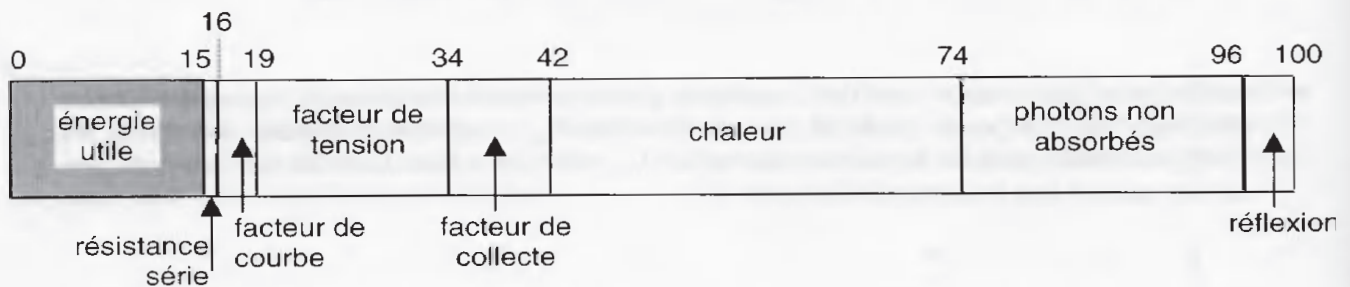 16
0 15 19 34 42 74 96 100
énergie
utile
facteur de
tension
chaleur
photons non
absorbés
résistance
série
facteur de
courbe
facteur de
collecte
réflexion